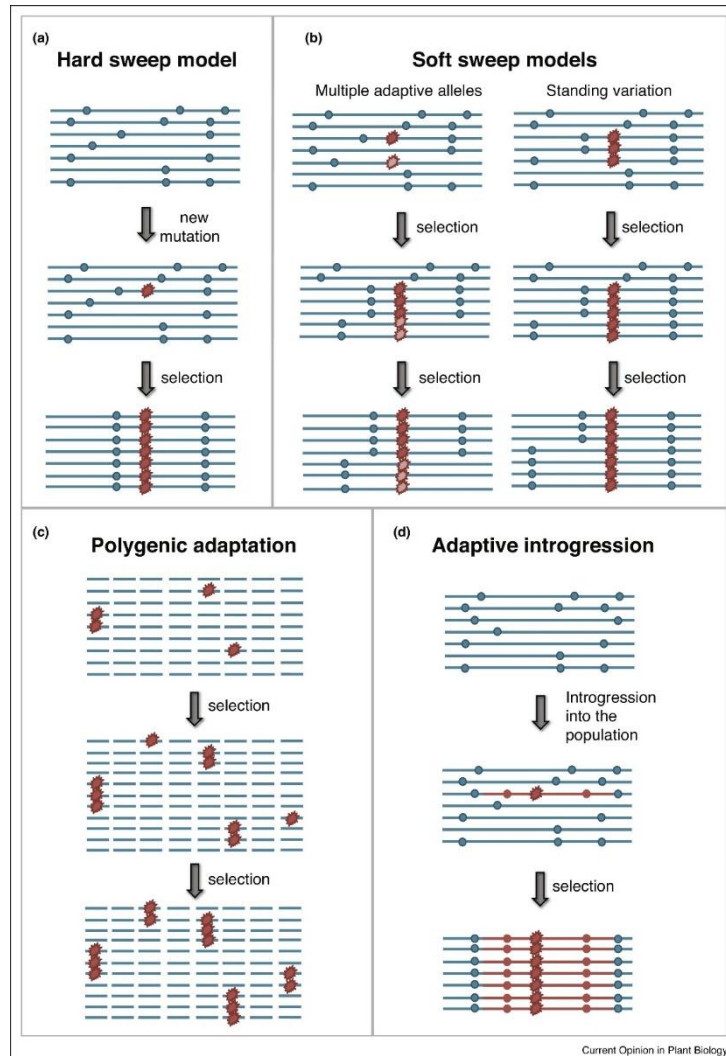 (a)
Hard sweep model
new
mutation
selection
(b)
Soft sweep models
Multiple adaptive alleles
Standing variation
selection
selection
selection
selection
(c)
Polygenic adaptation
selection
selection
(d)
Adaptive introgression
Introgression
into the
population
selection
Current Opinion in Plant Biology